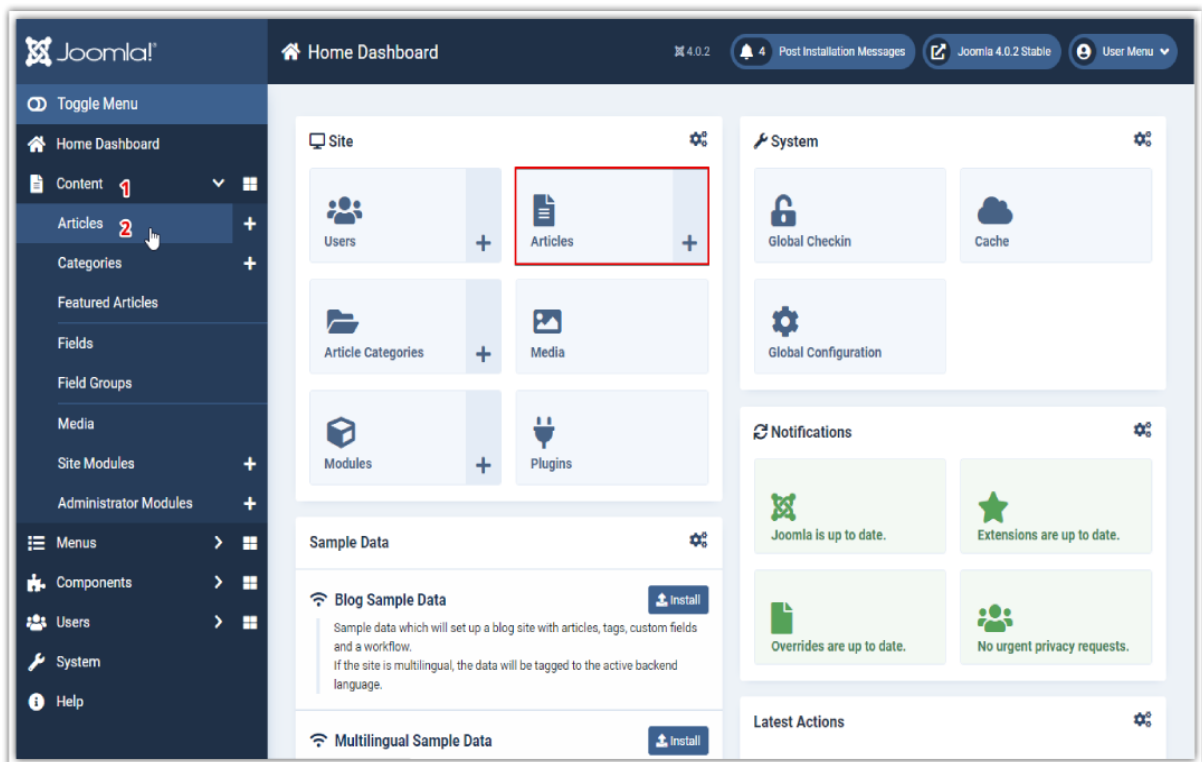 Joomla!®
Home Dashboard
4.0.2
4 Post Installation Messages
Joomla 4.0.2 Stable
User Menu
Toggle Menu
Home Dashboard
Content 1
Articles 2
Categories
Featured Articles
Fields
Field Groups
Media
Site Modules
Administrator Modules
Menus
Components
Users
System
Help
Site
Users
Articles
Article Categories
Media
Modules
Plugins
Sample Data
Blog Sample Data
Install
Sample data which will set up a blog site with articles, tags, custom fields
and a workflow.
If the site is multilingual, the data will be tagged to the active backend
language.
Multilingual Sample Data
Install
System
Global Checkin
Cache
Global Configuration
Notifications
Joomla is up to date.
Extensions are up to date.
Overrides are up to date.
No urgent privacy requests.
Latest Actions